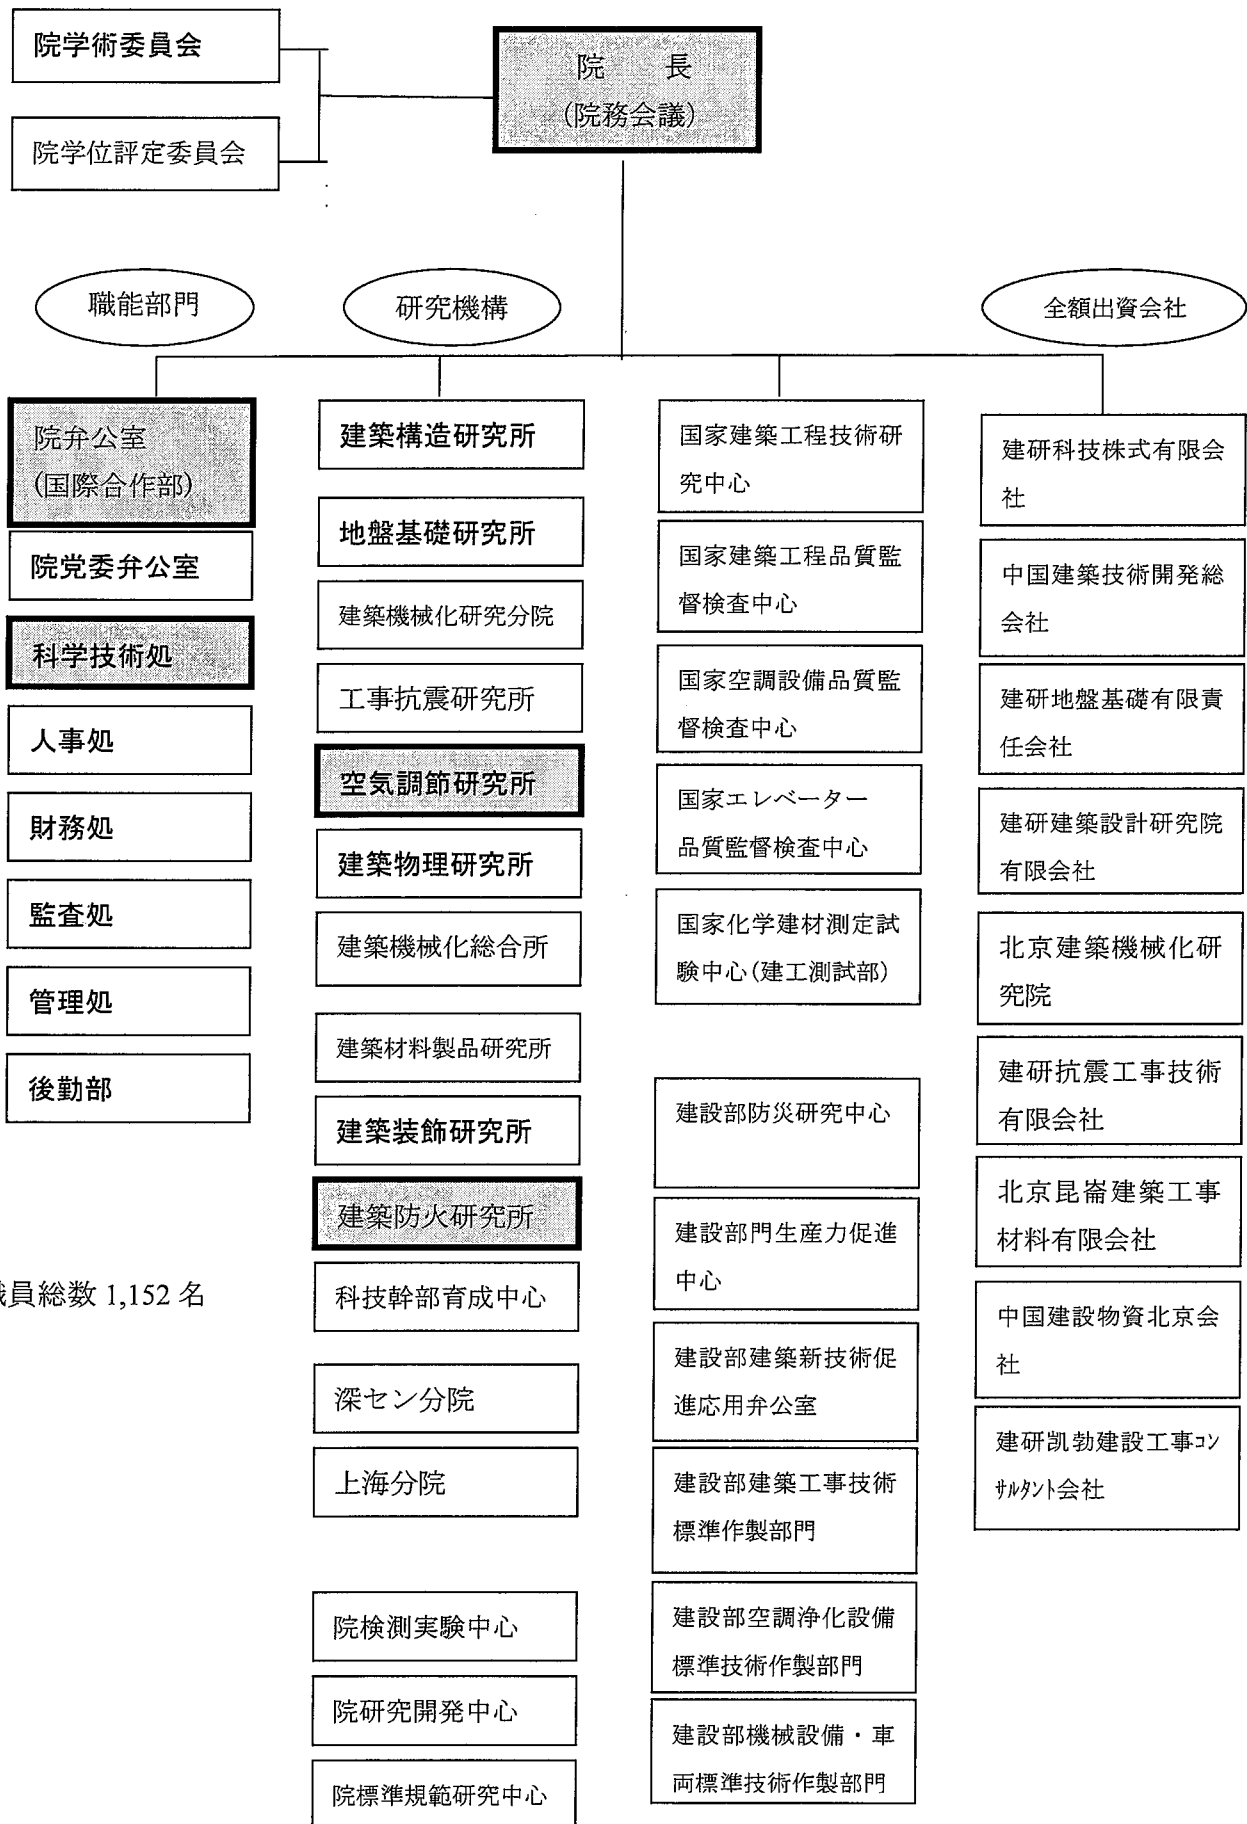 院学術委員会
院学位評定委員会
院　　長
(院務会議)
職能部門
研究機構
全額出資会社
院弁公室
(国際合作部)
院党委弁公室
科学技術処
人事処
財務処
監査処
管理処
後勤部
員総数 1,152 名
建築構造研究所
地盤基礎研究所
建築機械化研究分院
工事抗震研究所
空気調節研究所
建築物理研究所
建築機械化総合所
建築材料製品研究所
建築装飾研究所
建築防火研究所
科技幹部育成中心
深セン分院
上海分院
院検測実験中心
院研究開発中心
院標準規範研究中心
国家建築工程技術研
究中心
国家建築工程品質監
督検査中心
国家空調設備品質監
督検査中心
国家エレベーター
品質監督検査中心
国家化学建材測定試
験中心(建工測試部)
建設部防災研究中心
建設部門生産力促進
中心
建設部建築新技術促
進応用弁公室
建設部建築工事技術
標準作製部門
建設部空調浄化設備
標準技術作製部門
建設部機械設備・車
両標準技術作製部門
建研科技株式有限会
社
中国建築技術開発総
会社
建研地盤基礎有限責
任会社
建研建築設計研究院
有限会社
北京建築機械化研
究院
建研抗震工事技術
有限会社
北京昆崙建築工事
材料有限会社
中国建設物資北京会
社
建研凱勃建設工事ｺﾝ
ｻﾙﾀﾝﾄ会社